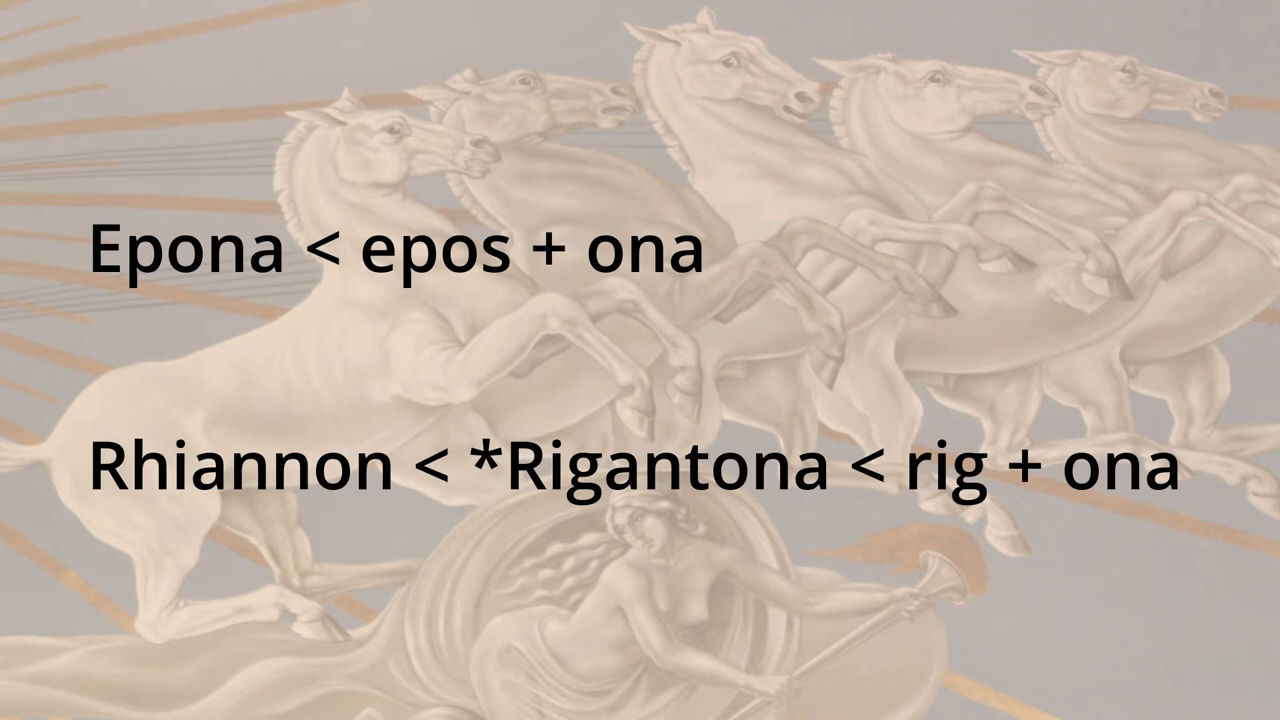 Epona < epos + ona
Rhiannon < *Rigantona < rig + ona